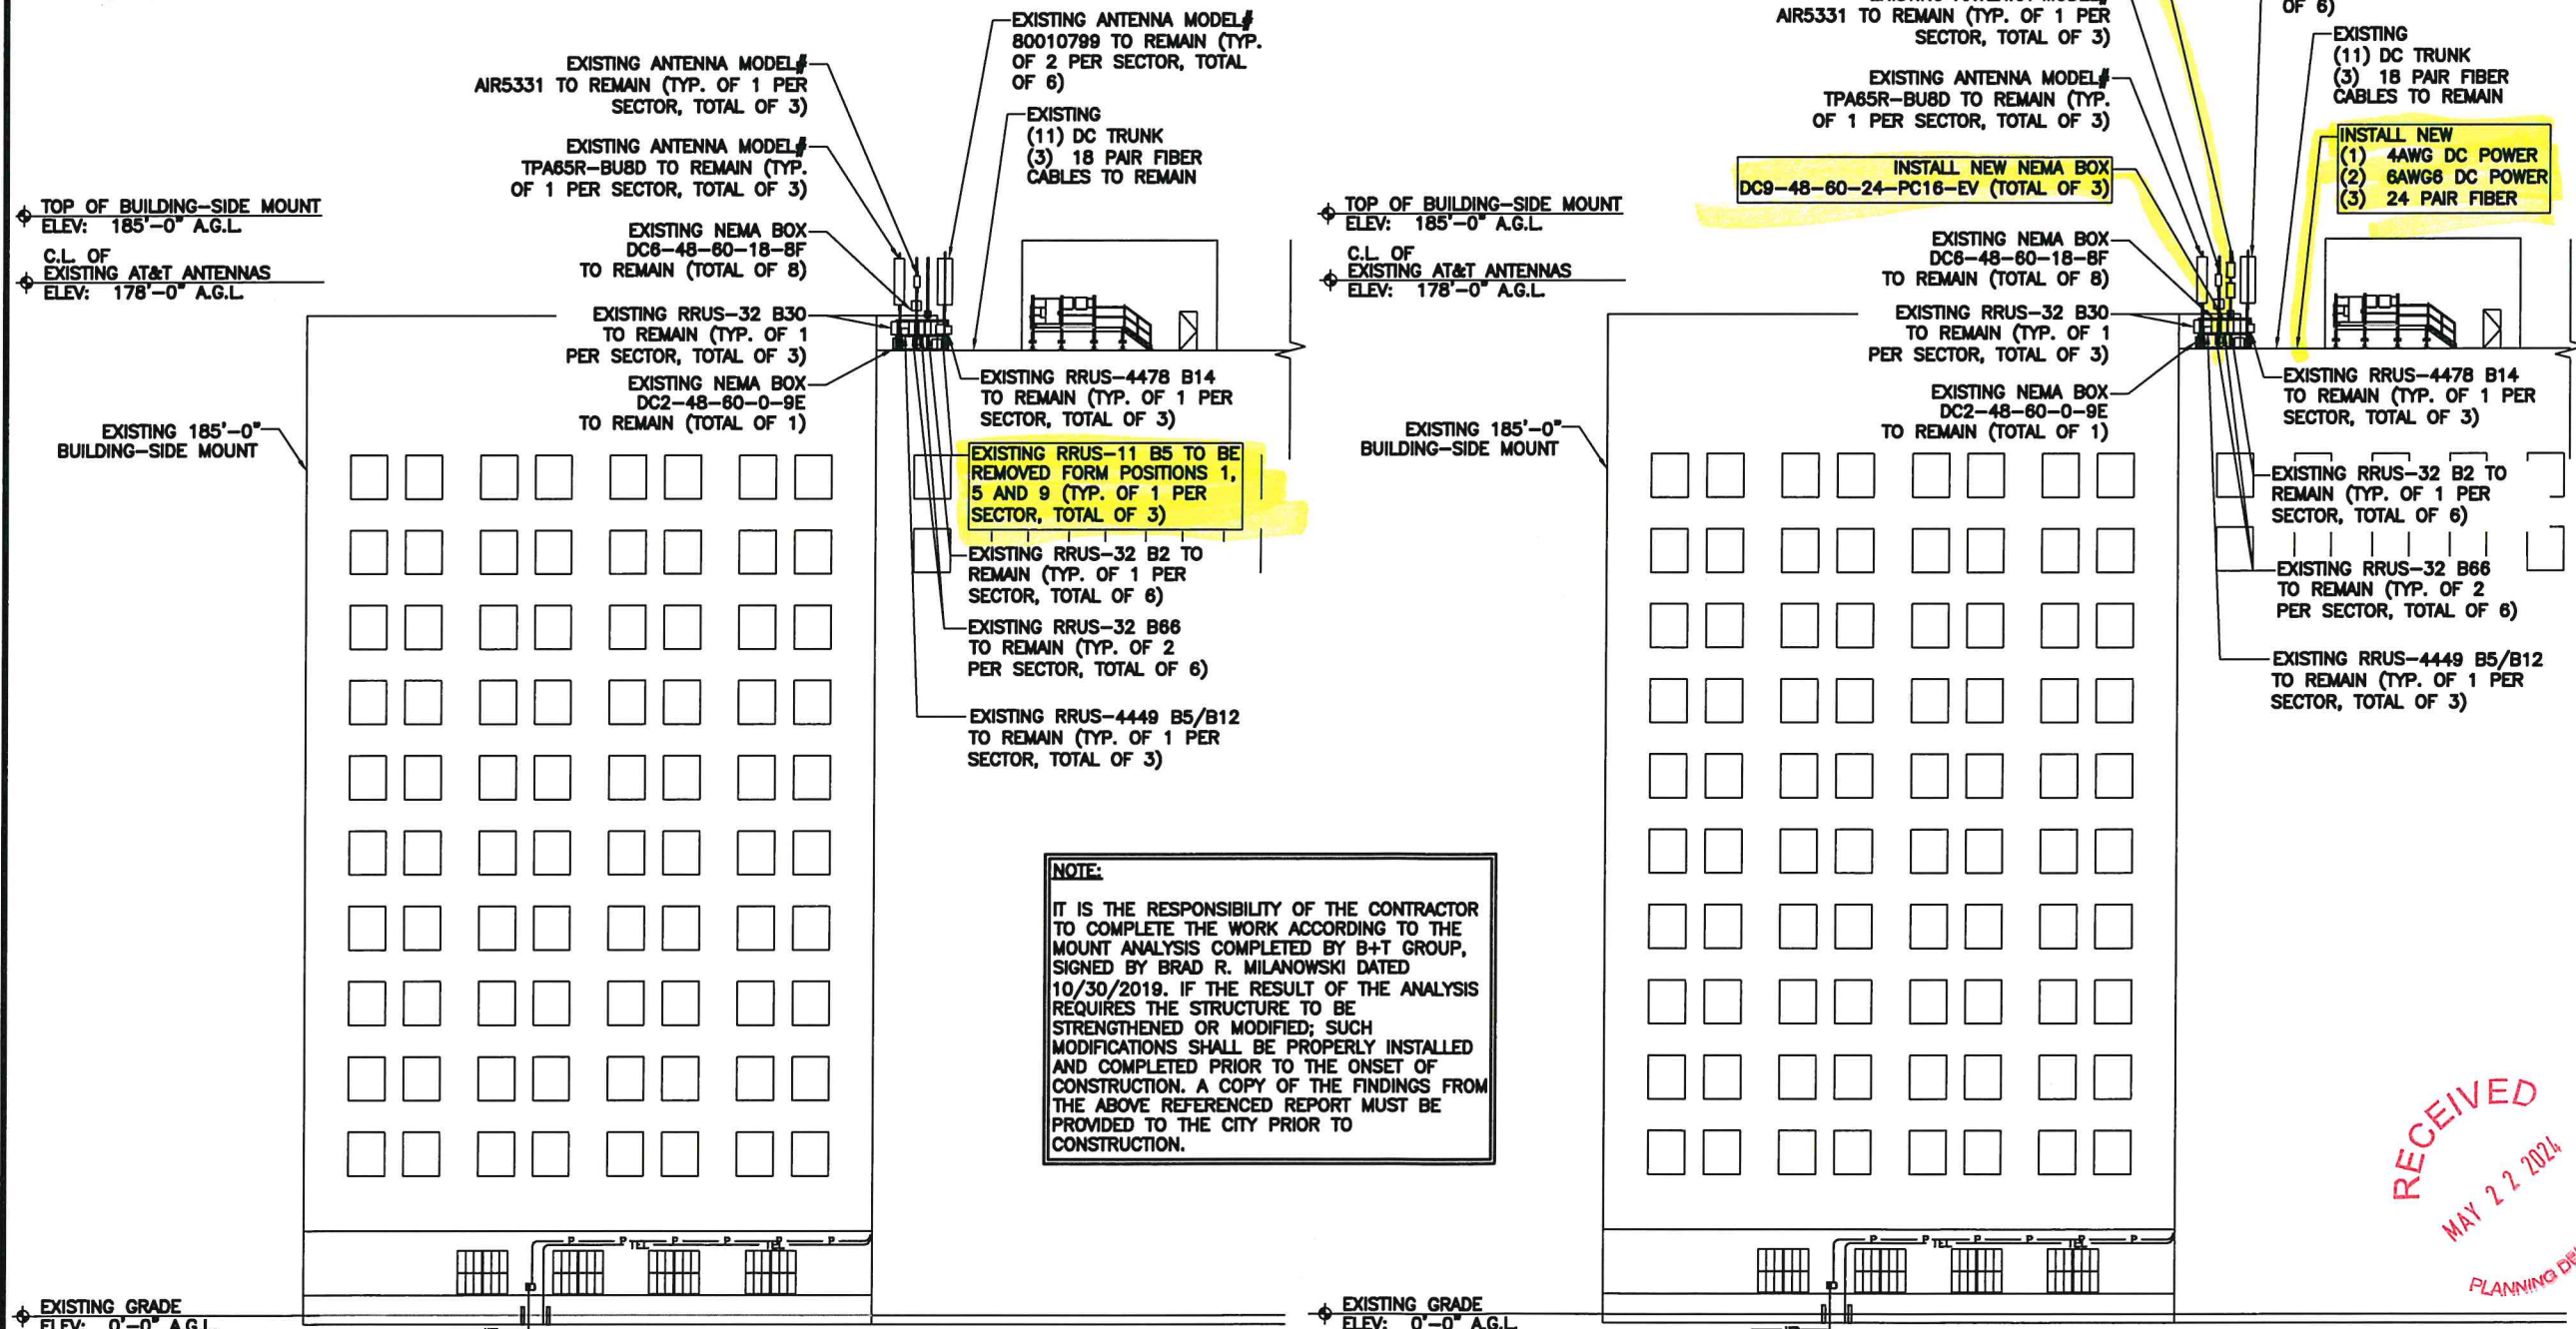 EXISTING ANTENNA MODEL#
80010799 TO REMAIN (TYP.
OF 2 PER SECTOR, TOTAL
OF 6)
EXISTING ANTENNA MODEL#
AIR5331 TO REMAIN (TYP. OF 1 PER
SECTOR, TOTAL OF 3)
EXISTING
(11) DC TRUNK
(3) 18 PAIR FIBER
CABLES TO REMAIN
EXISTING ANTENNA MODEL#
TPA65R-BU8D TO REMAIN (TYP.
OF 1 PER SECTOR, TOTAL OF 3)
TOP OF BUILDING-SIDE MOUNT
ELEV: 185'-0" A.G.L.
C.L. OF
EXISTING AT&T ANTENNAS
ELEV: 178'-0" A.G.L.
EXISTING NEMA BOX
DC6-48-60-18-8F
TO REMAIN (TOTAL OF 8)
EXISTING RRUS-32 B30
TO REMAIN (TYP. OF 1
PER SECTOR, TOTAL OF 3)
EXISTING NEMA BOX
DC2-48-60-0-9E
TO REMAIN (TOTAL OF 1)
EXISTING 185'-0"
BUILDING-SIDE MOUNT
EXISTING RRUS-4478 B14
TO REMAIN (TYP. OF 1 PER
SECTOR, TOTAL OF 3)
EXISTING RRUS-11 B5 TO BE
REMOVED FORM POSITIONS 1,
5 AND 9 (TYP. OF 1 PER
SECTOR, TOTAL OF 3)
EXISTING RRUS-32 B2 TO
REMAIN (TYP. OF 1 PER
SECTOR, TOTAL OF 6)
EXISTING RRUS-32 B66
TO REMAIN (TYP. OF 2
PER SECTOR, TOTAL OF 6)
EXISTING RRUS-4449 B5/B12
TO REMAIN (TYP. OF 1 PER
SECTOR, TOTAL OF 3)
P P P P P
TEL TEL
EXISTING GRADE
ELEV: 0'-0" A.G.L.
NOTE:
IT IS THE RESPONSIBILITY OF THE CONTRACTOR
TO COMPLETE THE WORK ACCORDING TO THE
MOUNT ANALYSIS COMPLETED BY B+T GROUP,
SIGNED BY BRAD R. MILANOWSKI DATED
10/30/2019. IF THE RESULT OF THE ANALYSIS
REQUIRES THE STRUCTURE TO BE
STRENGTHENED OR MODIFIED; SUCH
MODIFICATIONS SHALL BE PROPERLY INSTALLED
AND COMPLETED PRIOR TO THE ONSET OF
CONSTRUCTION. A COPY OF THE FINDINGS FROM
THE ABOVE REFERENCED REPORT MUST BE
PROVIDED TO THE CITY PRIOR TO
CONSTRUCTION.
AIR5331 TO REMAIN (TYP. OF 1 PER
SECTOR, TOTAL OF 3)
OF 6)
EXISTING
(11) DC TRUNK
(3) 18 PAIR FIBER
CABLES TO REMAIN
EXISTING ANTENNA MODEL#
TPA65R-BU8D TO REMAIN (TYP.
OF 1 PER SECTOR, TOTAL OF 3)
INSTALL NEW
(1) 4AWG DC POWER
(2) 6AWG6 DC POWER
(3) 24 PAIR FIBER
INSTALL NEW NEMA BOX
DC9-48-60-24-PC16-EV (TOTAL OF 3)
TOP OF BUILDING-SIDE MOUNT
ELEV: 185'-0" A.G.L.
C.L. OF
EXISTING AT&T ANTENNAS
ELEV: 178'-0" A.G.L.
EXISTING NEMA BOX
DC6-48-60-18-8F
TO REMAIN (TOTAL OF 8)
EXISTING RRUS-32 B30
TO REMAIN (TYP. OF 1
PER SECTOR, TOTAL OF 3)
EXISTING NEMA BOX
DC2-48-60-0-9E
TO REMAIN (TOTAL OF 1)
EXISTING 185'-0"
BUILDING-SIDE MOUNT
EXISTING RRUS-4478 B14
TO REMAIN (TYP. OF 1 PER
SECTOR, TOTAL OF 3)
EXISTING RRUS-32 B2 TO
REMAIN (TYP. OF 1 PER
SECTOR, TOTAL OF 6)
EXISTING RRUS-32 B66
TO REMAIN (TYP. OF 2
PER SECTOR, TOTAL OF 6)
EXISTING RRUS-4449 B5/B12
TO REMAIN (TYP. OF 1 PER
SECTOR, TOTAL OF 3)
P P P P P
TEL TEL
EXISTING GRADE
ELEV: 0'-0" A.G.L.
RECEIVED
MAY 22 2024
PLANNING